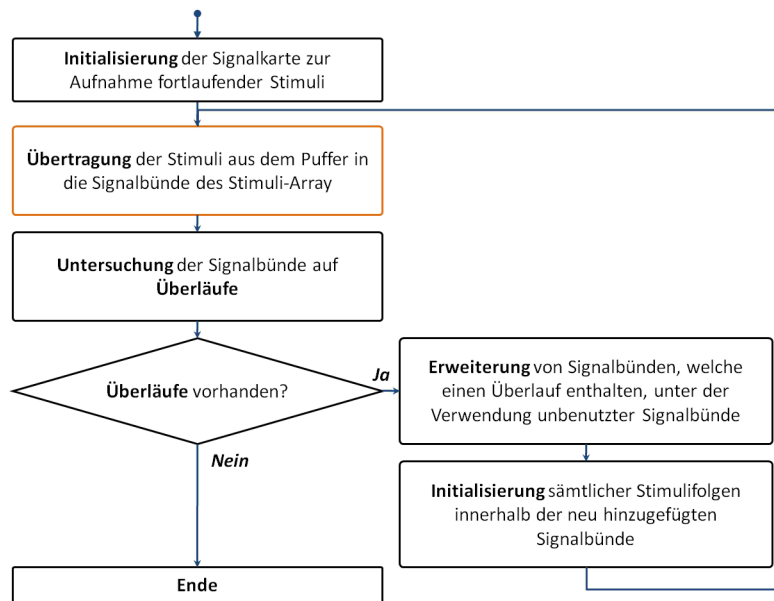 Initialisierung der Signalkarte zur
Aufnahme fortlaufender Stimuli
Übertragung der Stimuli aus dem Puffer in
die Signalbünde des Stimuli-Array
Untersuchung der Signalbünde auf
Überläufe
Überläufe vorhanden?
Ja
Erweiterung von Signalbünden, welche
einen Überlauf enthalten, unter der
Verwendung unbenutzter Signalbünde
Nein
Initialisierung sämtlicher Stimulifolgen
innerhalb der neu hinzugefügten
Signalbünde
Ende